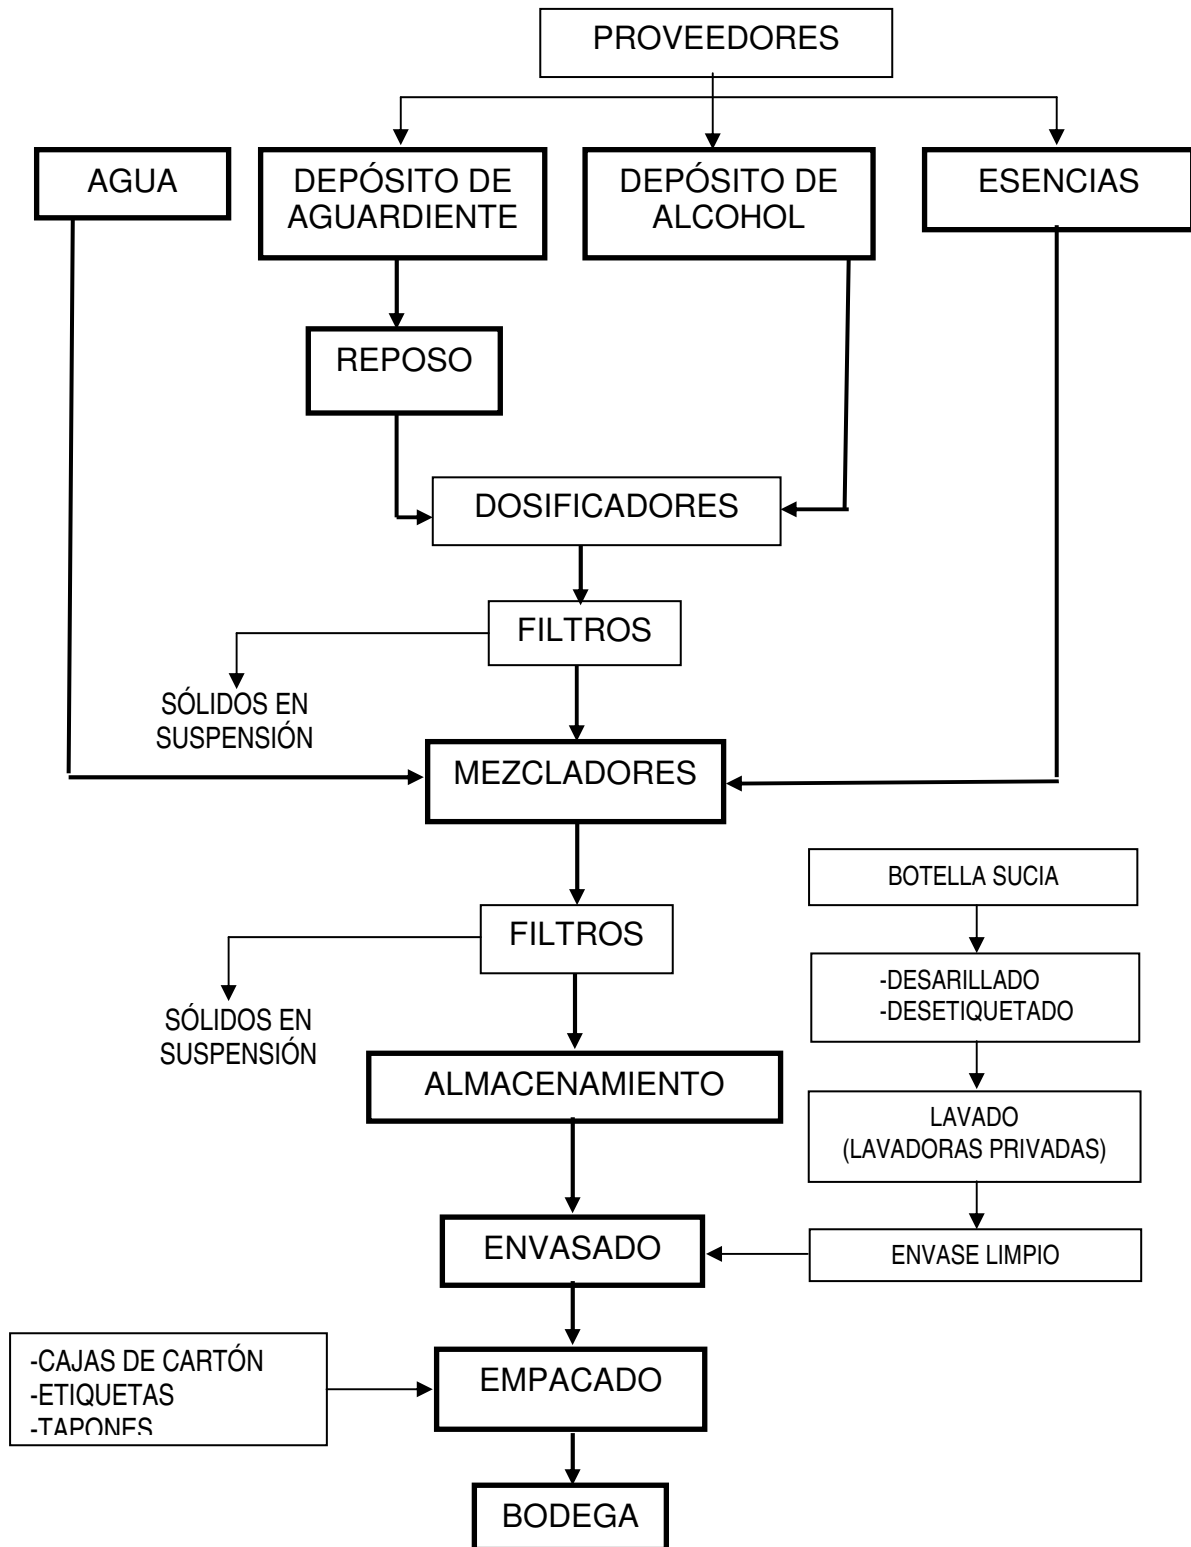 PROVEEDORES
AGUA
DEPÓSITO DE
AGUARDIENTE
DEPÓSITO DE
ALCOHOL
ESENCIAS
REPOSO
DOSIFICADORES
FILTROS
SÓLIDOS EN
SUSPENSIÓN
MEZCLADORES
BOTELLA SUCIA
FILTROS
-DESARILLADO
-DESETIQUETADO
SÓLIDOS EN
SUSPENSIÓN
ALMACENAMIENTO
LAVADO
(LAVADORAS PRIVADAS)
ENVASADO
ENVASE LIMPIO
-CAJAS DE CARTÓN
-ETIQUETAS
-TAPONES
EMPACADO
BODEGA